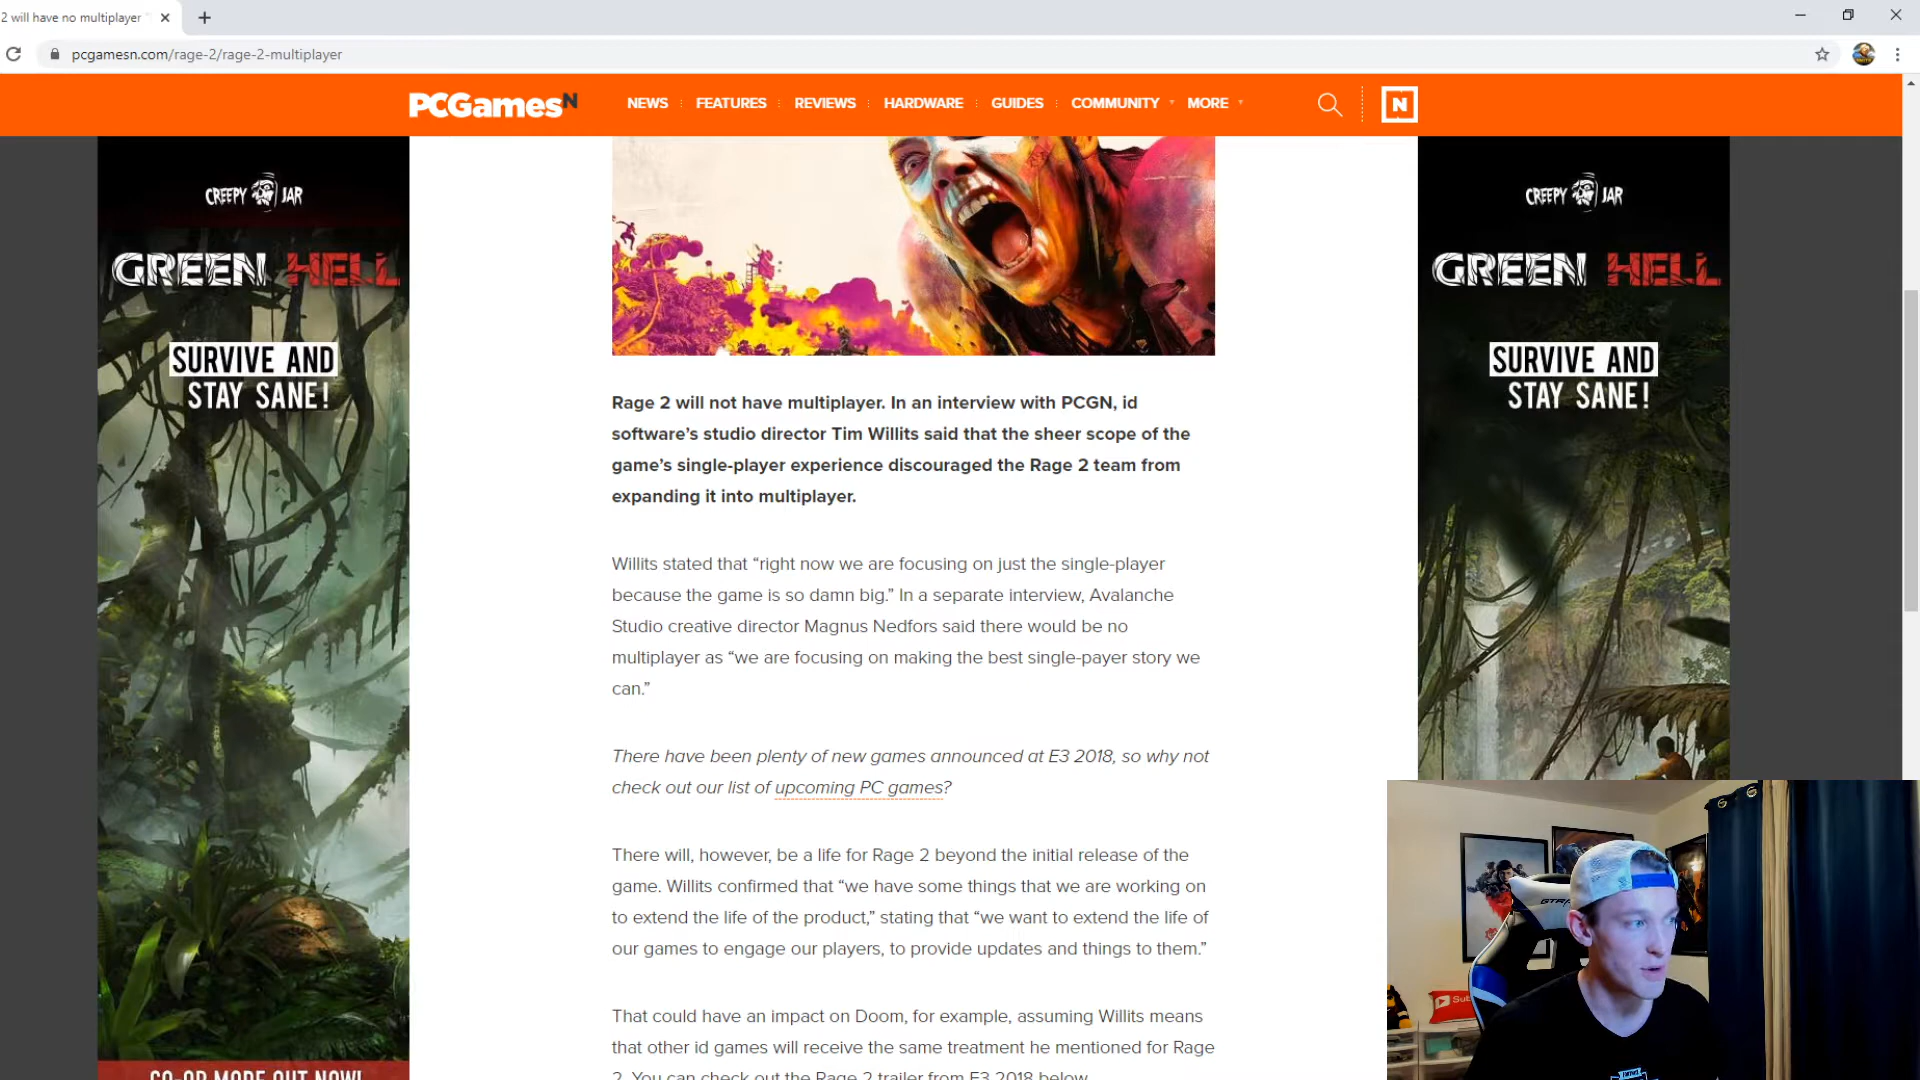 2 will have no multiplayer
pcgamesn.com/rage-2/rage-2-multiplayer
PCGamesN
NEWS
FEATURES
REVIEWS
HARDWARE
GUIDES
COMMUNITY
MORE
N
CREEPY JAR
GREEN HELL
SURVIVE AND
STAY SANE!
CO-OP MODE OUT NOW!
Rage 2 will not have multiplayer. In an interview with PCGN, id
software’s studio director Tim Willits said that the sheer scope of the
game’s single-player experience discouraged the Rage 2 team from
expanding it into multiplayer.
Willits stated that “right now we are focusing on just the single-player
because the game is so damn big.” In a separate interview, Avalanche
Studio creative director Magnus Nedfors said there would be no
multiplayer as “we are focusing on making the best single-payer story we
can.”
There have been plenty of new games announced at E3 2018, so why not
check out our list of upcoming PC games?
There will, however, be a life for Rage 2 beyond the initial release of the
game. Willits confirmed that “we have some things that we are working on
to extend the life of the product,” stating that “we want to extend the life of
our games to engage our players, to provide updates and things to them.”
That could have an impact on Doom, for example, assuming Willits means
that other id games will receive the same treatment he mentioned for Rage
2. You can check out the Rage 2 trailer from E3 2018 below.
CREEPY JAR
GREEN HELL
SURVIVE AND
STAY SANE!